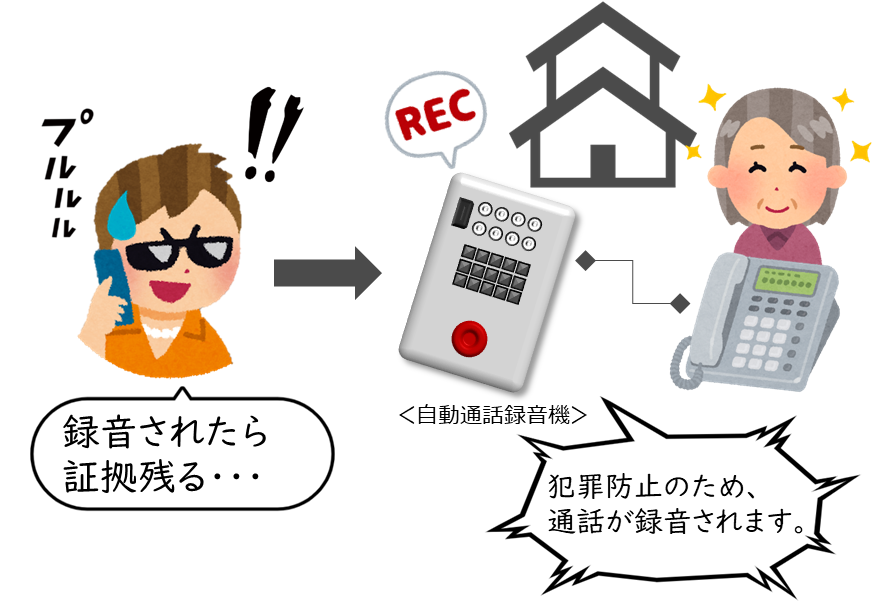 プルルル
!!
REC
<自動通話録音機>
録音されたら
証拠残る・・・
犯罪防止のため、
通話が録音されます。